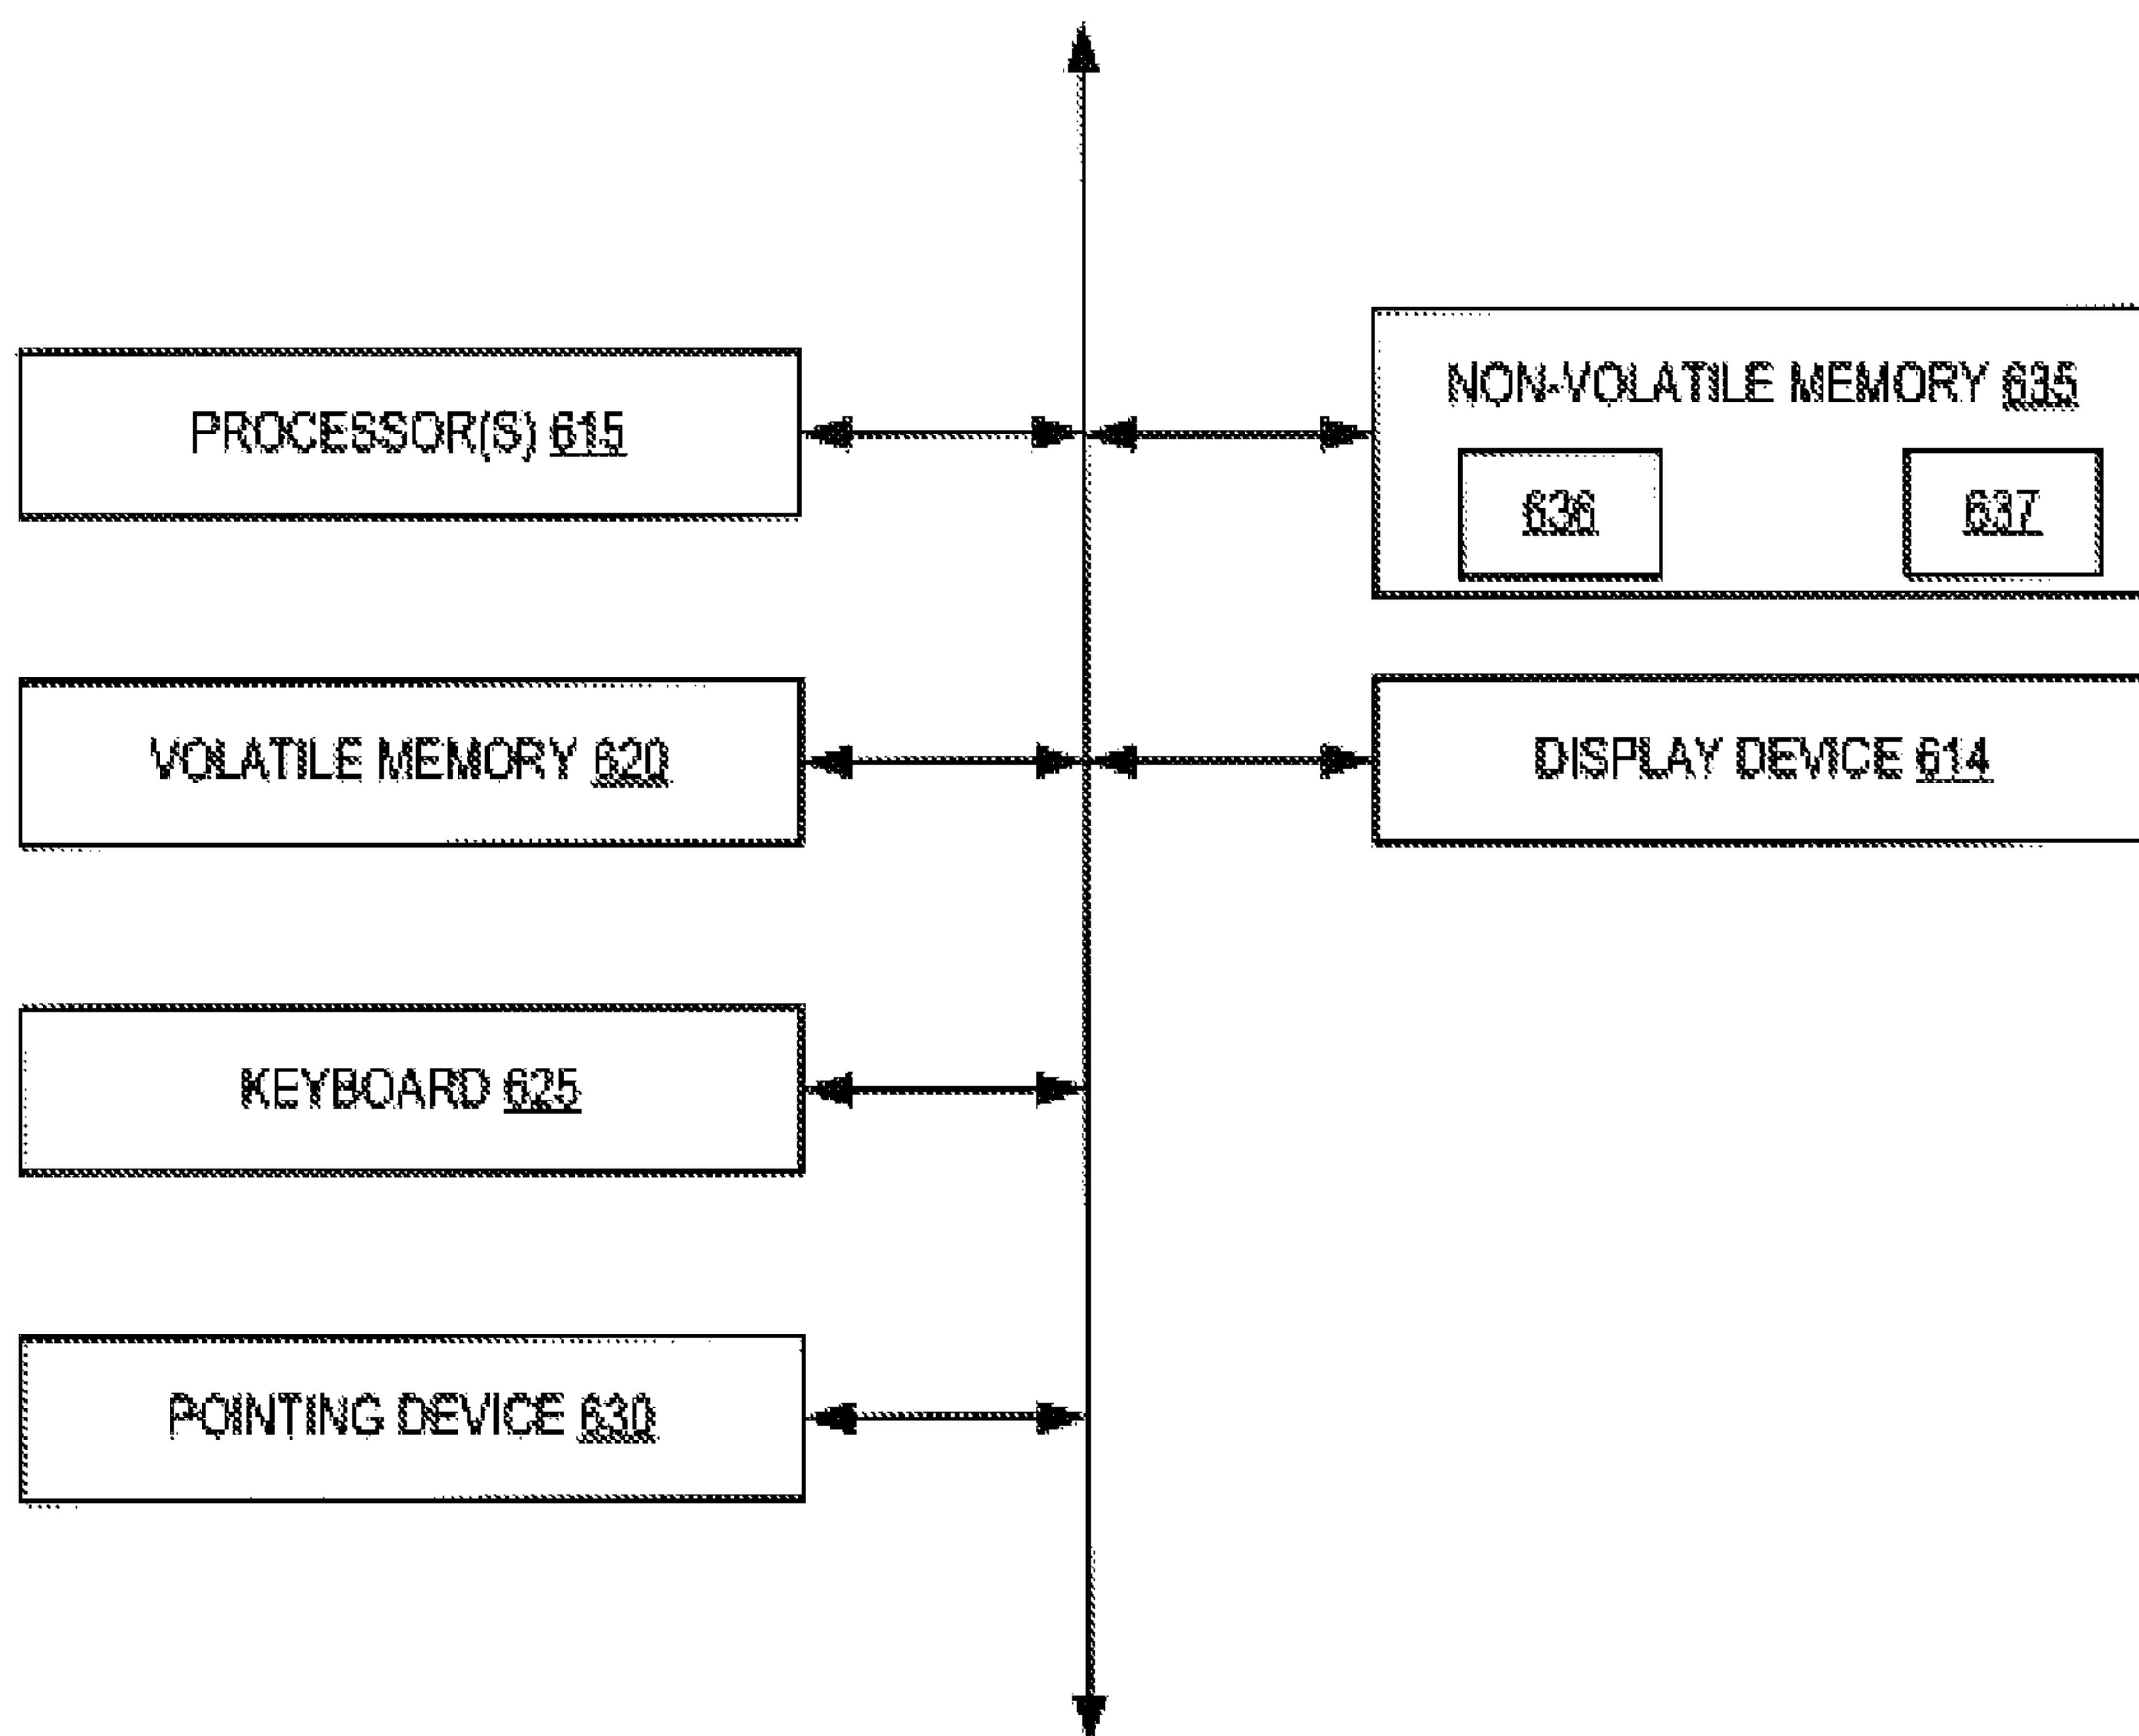 PROCESSOR(S) 615
NON-VOLATILE MEMORY 635
636
637
VOLATILE MEMORY 620
DISPLAY DEVICE 614
KEYBOARD 625
POINTING DEVICE 630